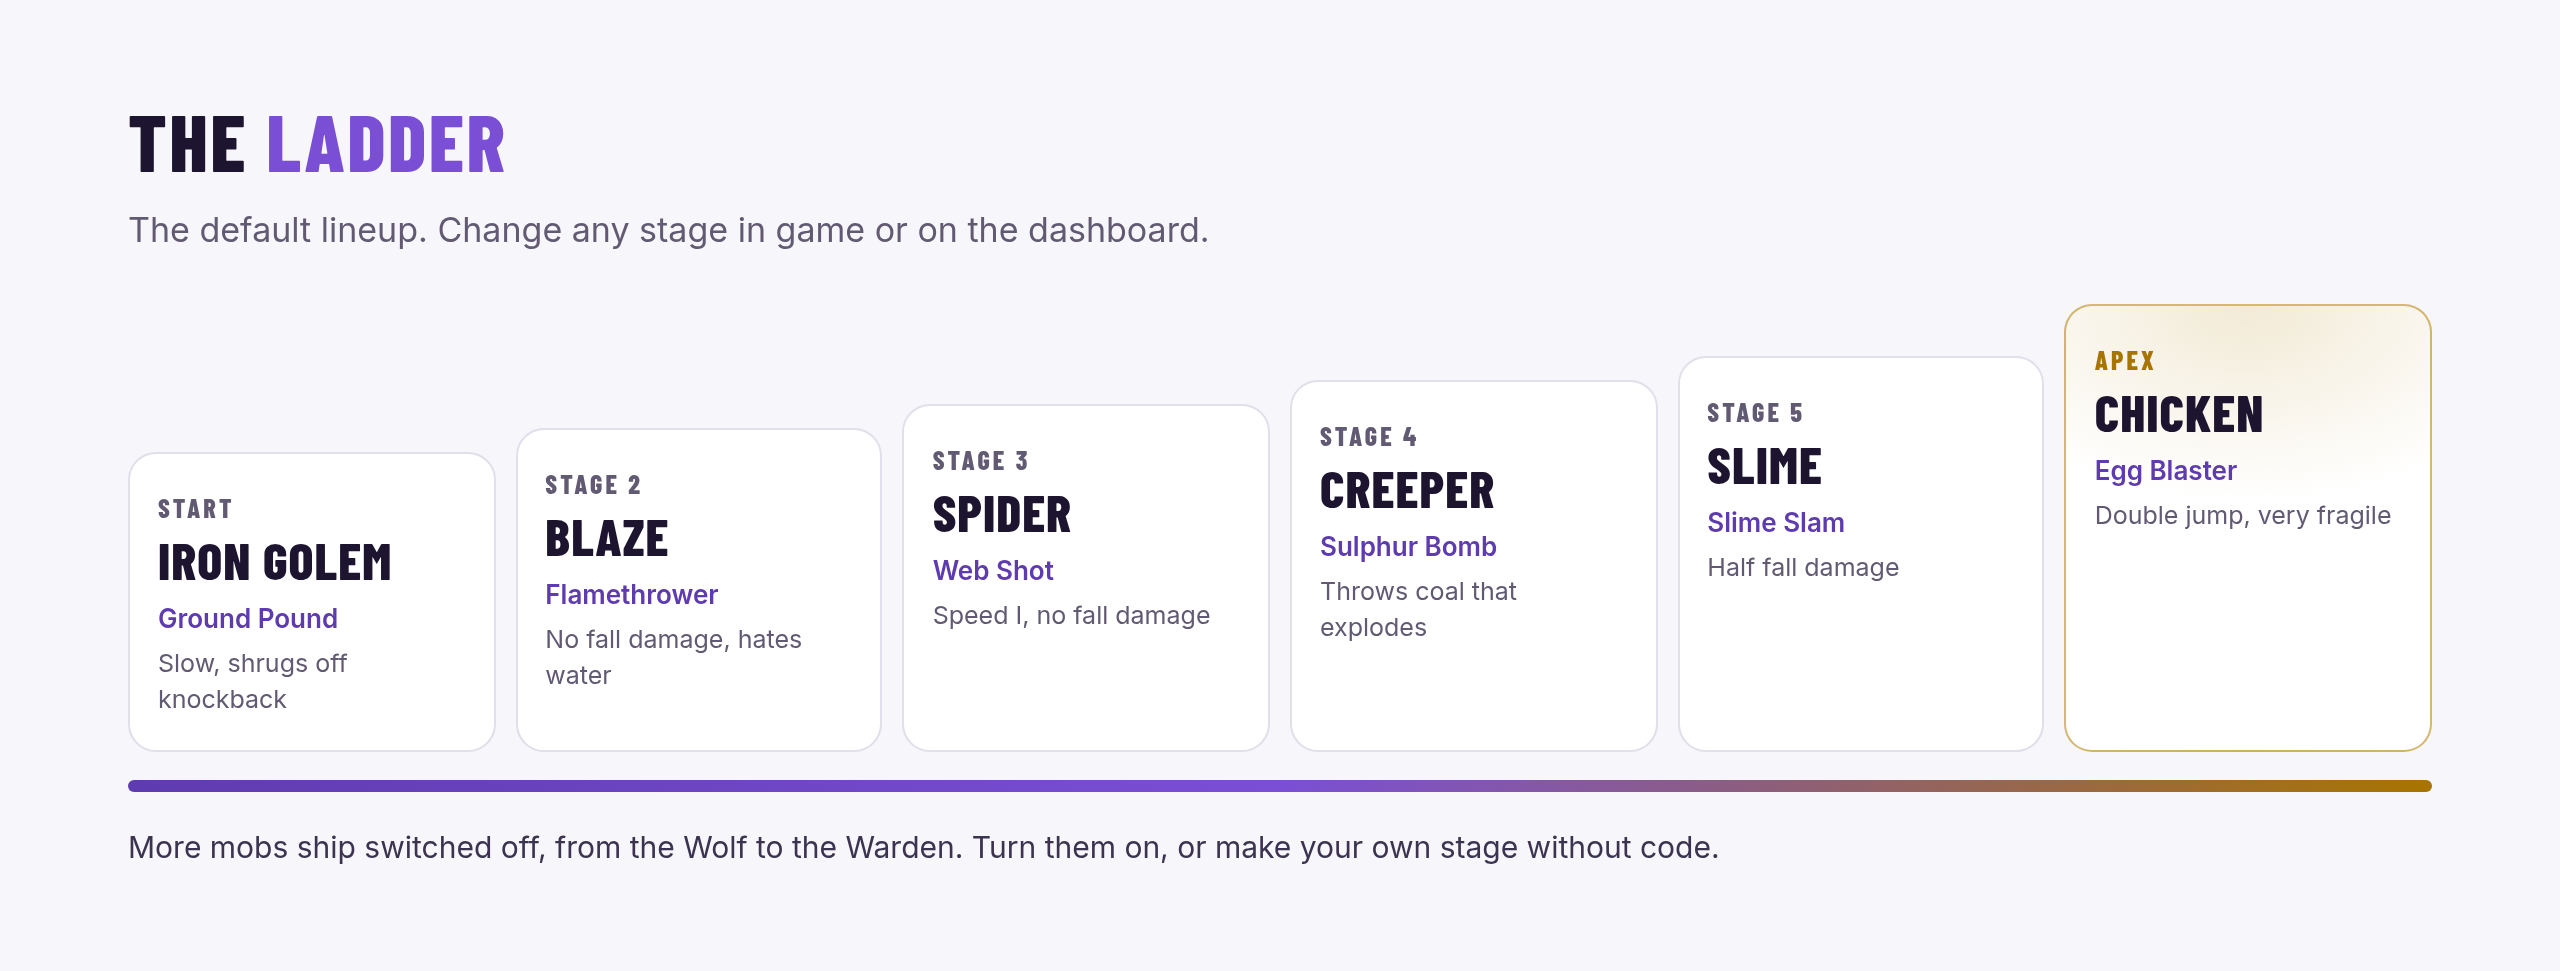 THE LADDER
The default lineup. Change any stage in game or on the dashboard.
START
IRON GOLEM
Ground Pound
Slow, shrugs off
knockback
STAGE 2
BLAZE
Flamethrower
No fall damage, hates
water
STAGE 3
SPIDER
Web Shot
Speed I, no fall damage
STAGE 4
CREEPER
Sulphur Bomb
Throws coal that
explodes
STAGE 5
SLIME
Slime Slam
Half fall damage
APEX
CHICKEN
Egg Blaster
Double jump, very fragile
More mobs ship switched off, from the Wolf to the Warden. Turn them on, or make your own stage without code.